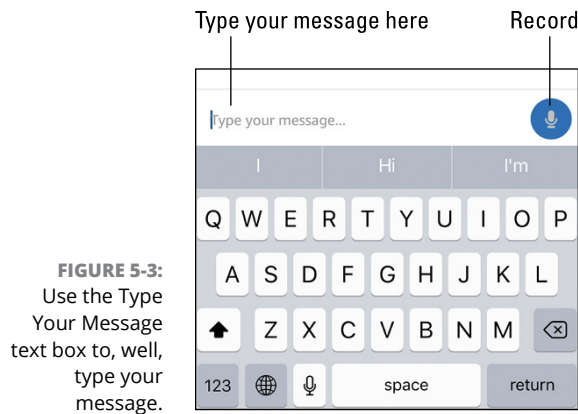 Type your message here Record
Type your message...
I Hi I'm
Q W E R T Y U I O P
A S D F G H J K L
Z X C V B N M
123 space return
FIGURE 5-3:
Use the Type
Your Message
text box to, well,
type your
message.